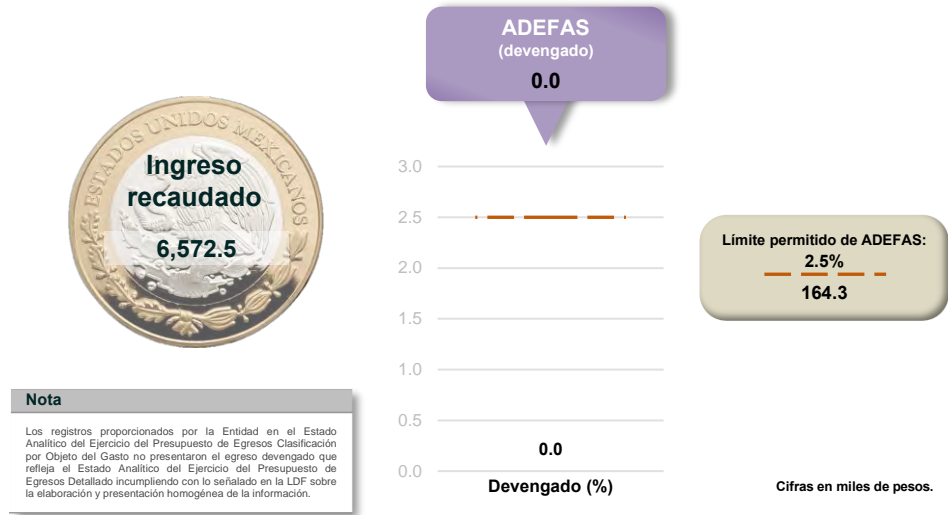 ADEFAS
(devengado)
0.0
ESTADOS UNIDOS MEXICANOS
Ingreso
recaudado
6,572.5
3.0
2.5
2.0
1.5
1.0
0.5
0.0
0.0
Devengado (%)
Límite permitido de ADEFAS:
2.5%
164.3
Nota
Los registros proporcionados por la Entidad en el Estado
Analítico del Ejercicio del Presupuesto de Egresos Clasificación
por Objeto del Gasto no presentaron el egreso devengado que
refleja el Estado Analítico del Ejercicio del Presupuesto de
Egresos Detallado incumpliendo con lo señalado en la LDF sobre
la elaboración y presentación homogénea de la información.
Cifras en miles de pesos.